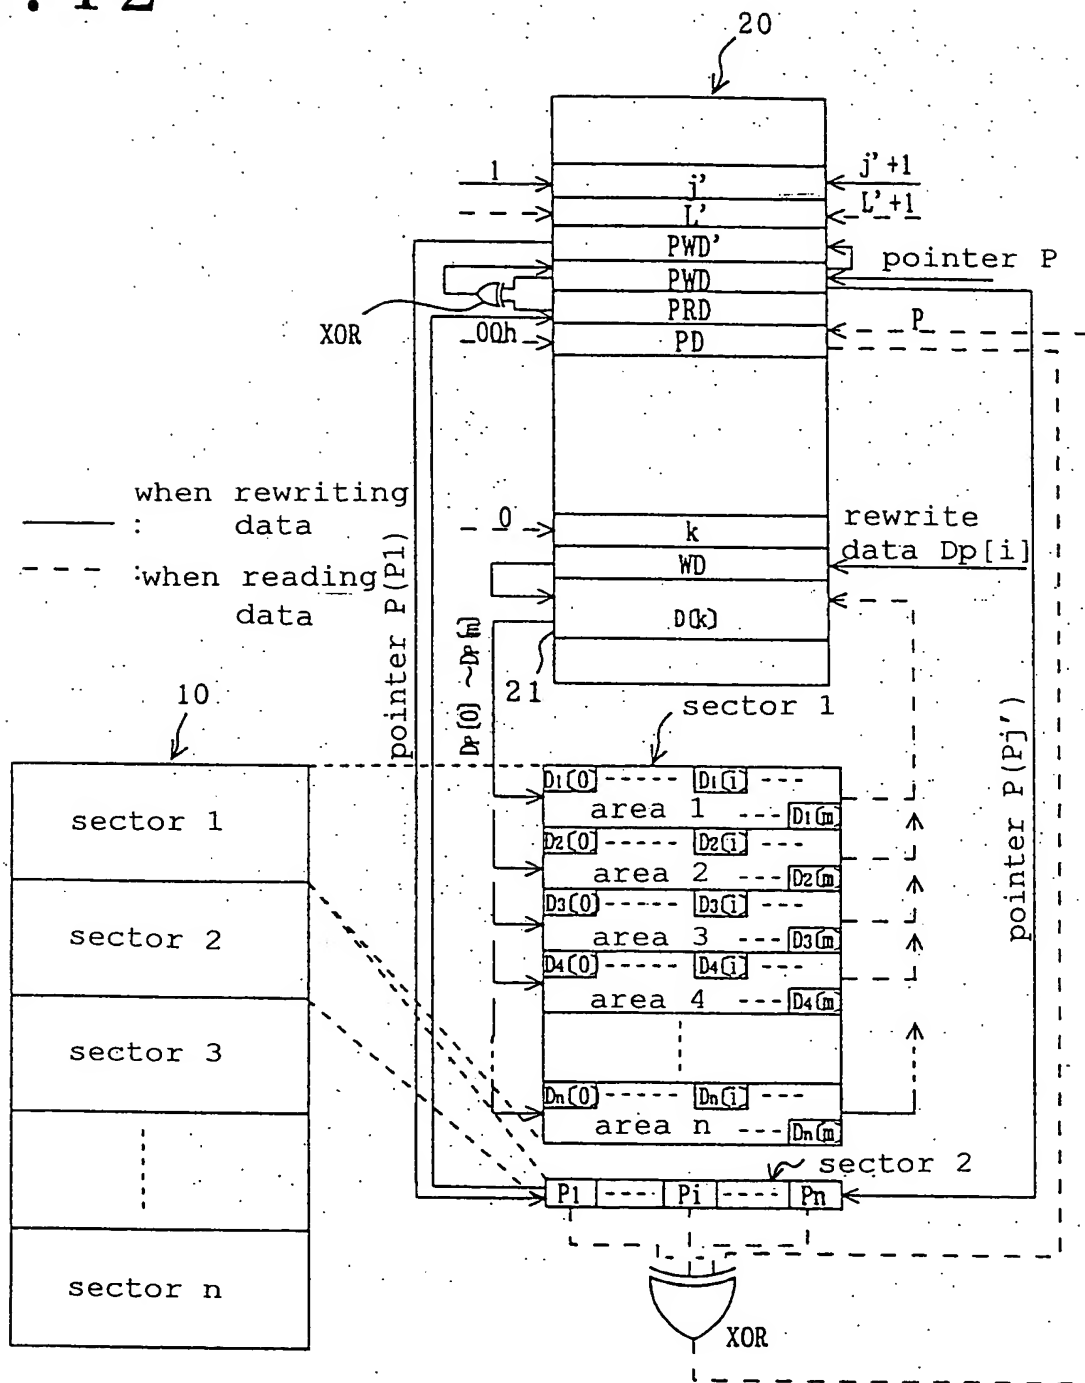 . 12
20
1
j'
j'+1
L'
L'+1
PWD'
pointer P
PWD
XOR
PRD
P
00h
PD
when rewriting
: data
0
k
rewrite
data Dp[i]
:when reading
data
WD
pointer P(P1)
Dp[0] ~Dp[m]
D[k]
21
10
sector 1
pointer P(Pj')
sector 1
D1[0] ----- D1[i] ---
area 1 --- D1[m]
D2[0] ----- D2[i] ---
area 2 --- D2[m]
sector 2
D3[0] ----- D3[i] ---
area 3 --- D3[m]
D4[0] ----- D4[i] ---
area 4 --- D4[m]
sector 3
Dn[0] ----- Dn[i] ---
area n --- Dn[m]
sector 2
P1 ---- Pi ---- Pn
sector n
XOR